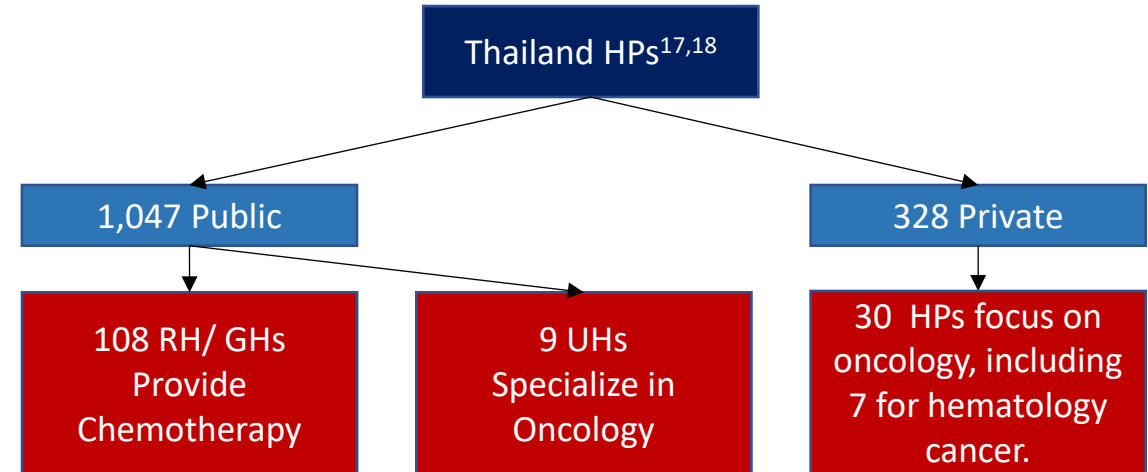 Thailand HPs17,18
1,047 Public
328 Private
108 RH/ GHs
Provide
Chemotherapy
9 UHs
Specialize in
Oncology
30 HPs focus on
oncology, including
7 for hematology
cancer.